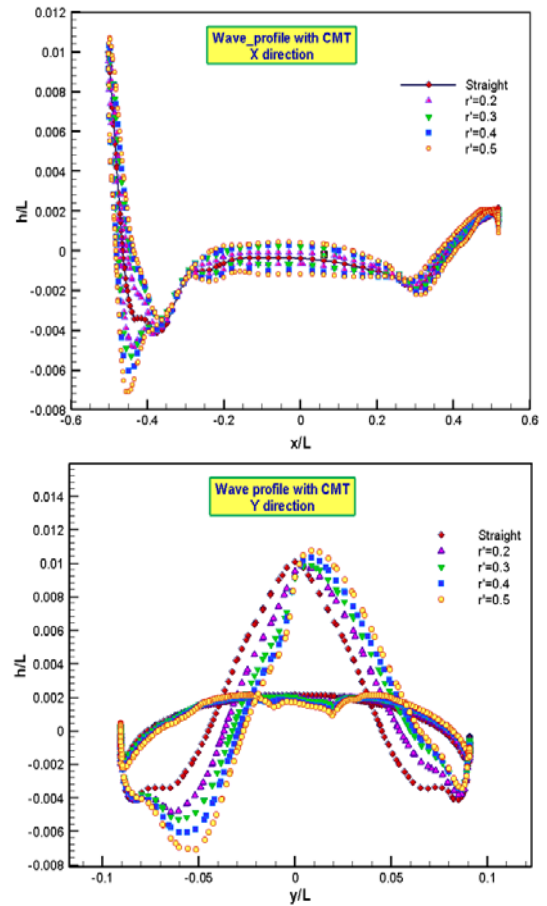 Wave_profile with CMT
X direction
Straight
r'=0.2
r'=0.3
r'=0.4
r'=0.5
0.012
0.01
0.008
0.006
0.004
0.002
0
-0.002
-0.004
-0.006
-0.008
h/L
-0.6 -0.4 -0.2 0 0.2 0.4 0.6
x/L
Wave profile with CMT
Y direction
Straight
r'=0.2
r'=0.3
r'=0.4
r'=0.5
0.014
0.012
0.01
0.008
0.006
0.004
0.002
0
-0.002
-0.004
-0.006
-0.008
h/L
-0.1 -0.05 0 0.05 0.1
y/L